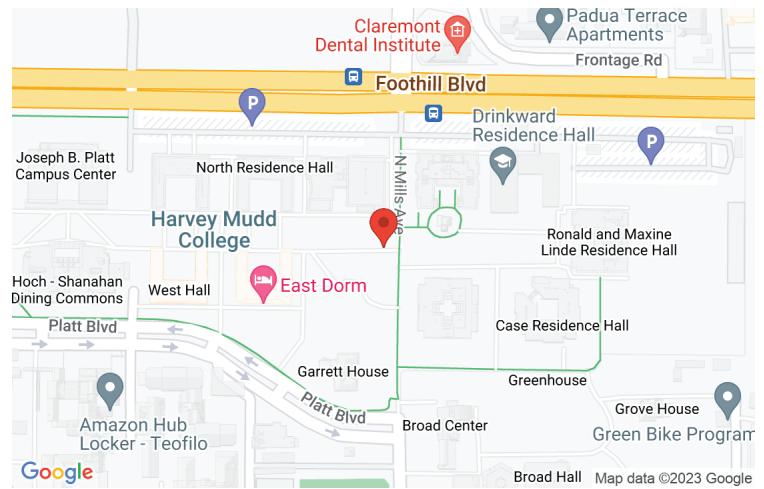 Claremont
Dental Institute
Padua Terrace
Apartments
Frontage Rd
Foothill Blvd
P
Drinkward
Residence Hall
P
Joseph B. Platt
Campus Center
North Residence Hall
N Mills Ave
Harvey Mudd
College
Ronald and Maxine
Linde Residence Hall
Hoch - Shanahan
Dining Commons
West Hall
East Dorm
Platt Blvd
Case Residence Hall
Garrett House
Greenhouse
Platt Blvd
Amazon Hub
Locker - Teofilo
Broad Center
Grove House
Green Bike Program
Google
Broad Hall
Map data ©2023 Google